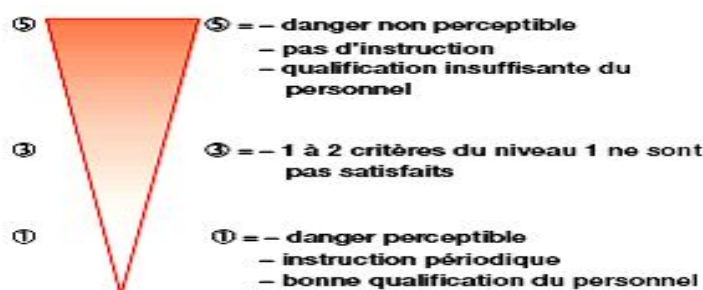 ⑤ ⑤ = – danger non perceptible
– pas d'instruction
– qualification insuffisante du
personnel
③ ③ = – 1 à 2 critères du niveau 1 ne sont
pas satisfaits
① ① = – danger perceptible
– instruction périodique
– bonne qualification du personnel